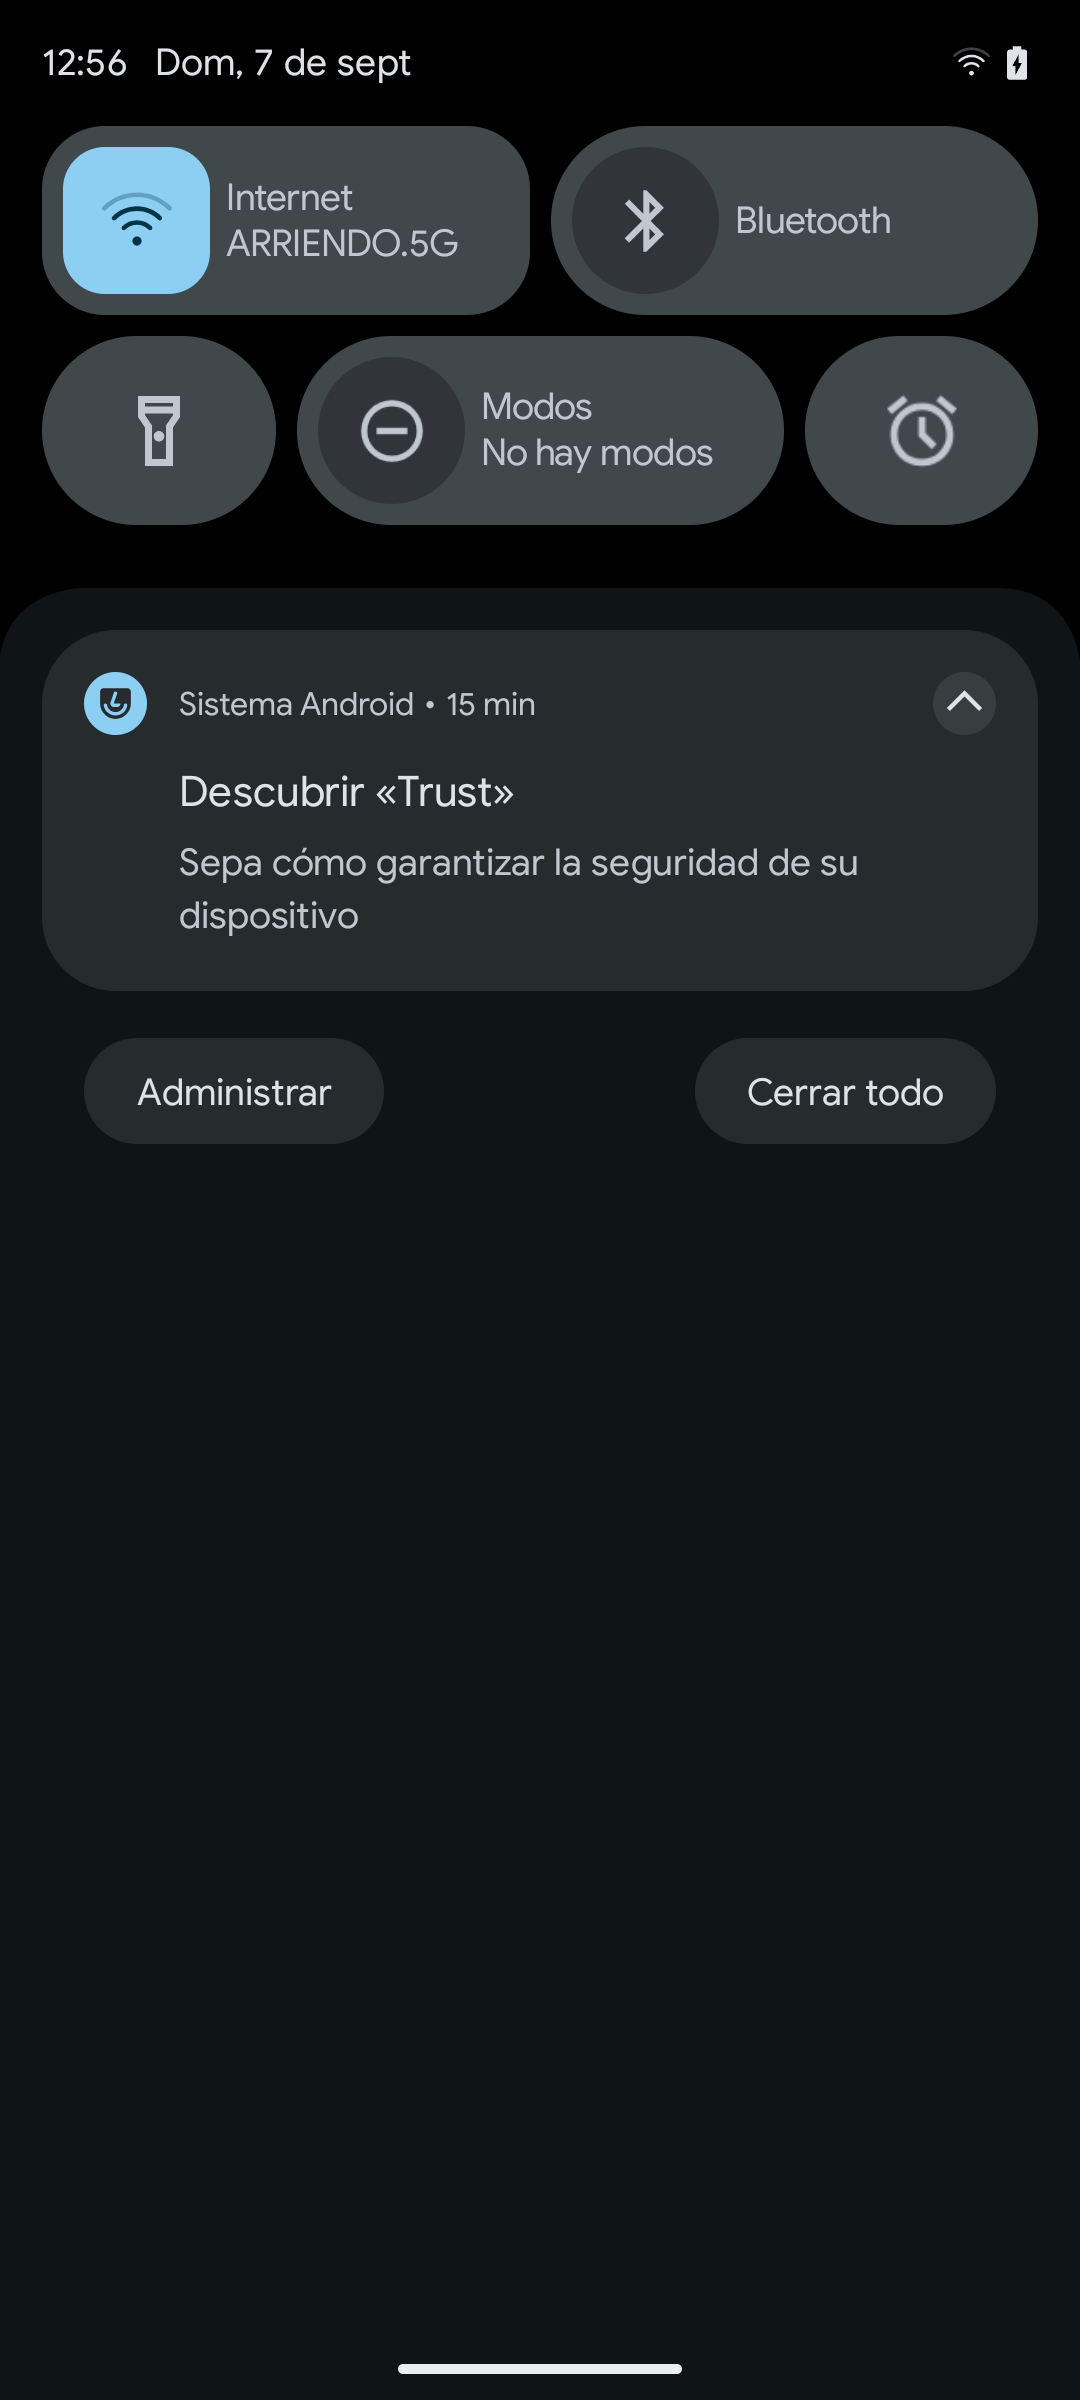 12:56 Dom, 7 de sept
Internet
ARRIENDO.5G
Bluetooth
Modos
No hay modos
Sistema Android • 15 min
Descubrir «Trust»
Sepa cómo garantizar la seguridad de su
dispositivo
Administrar
Cerrar todo